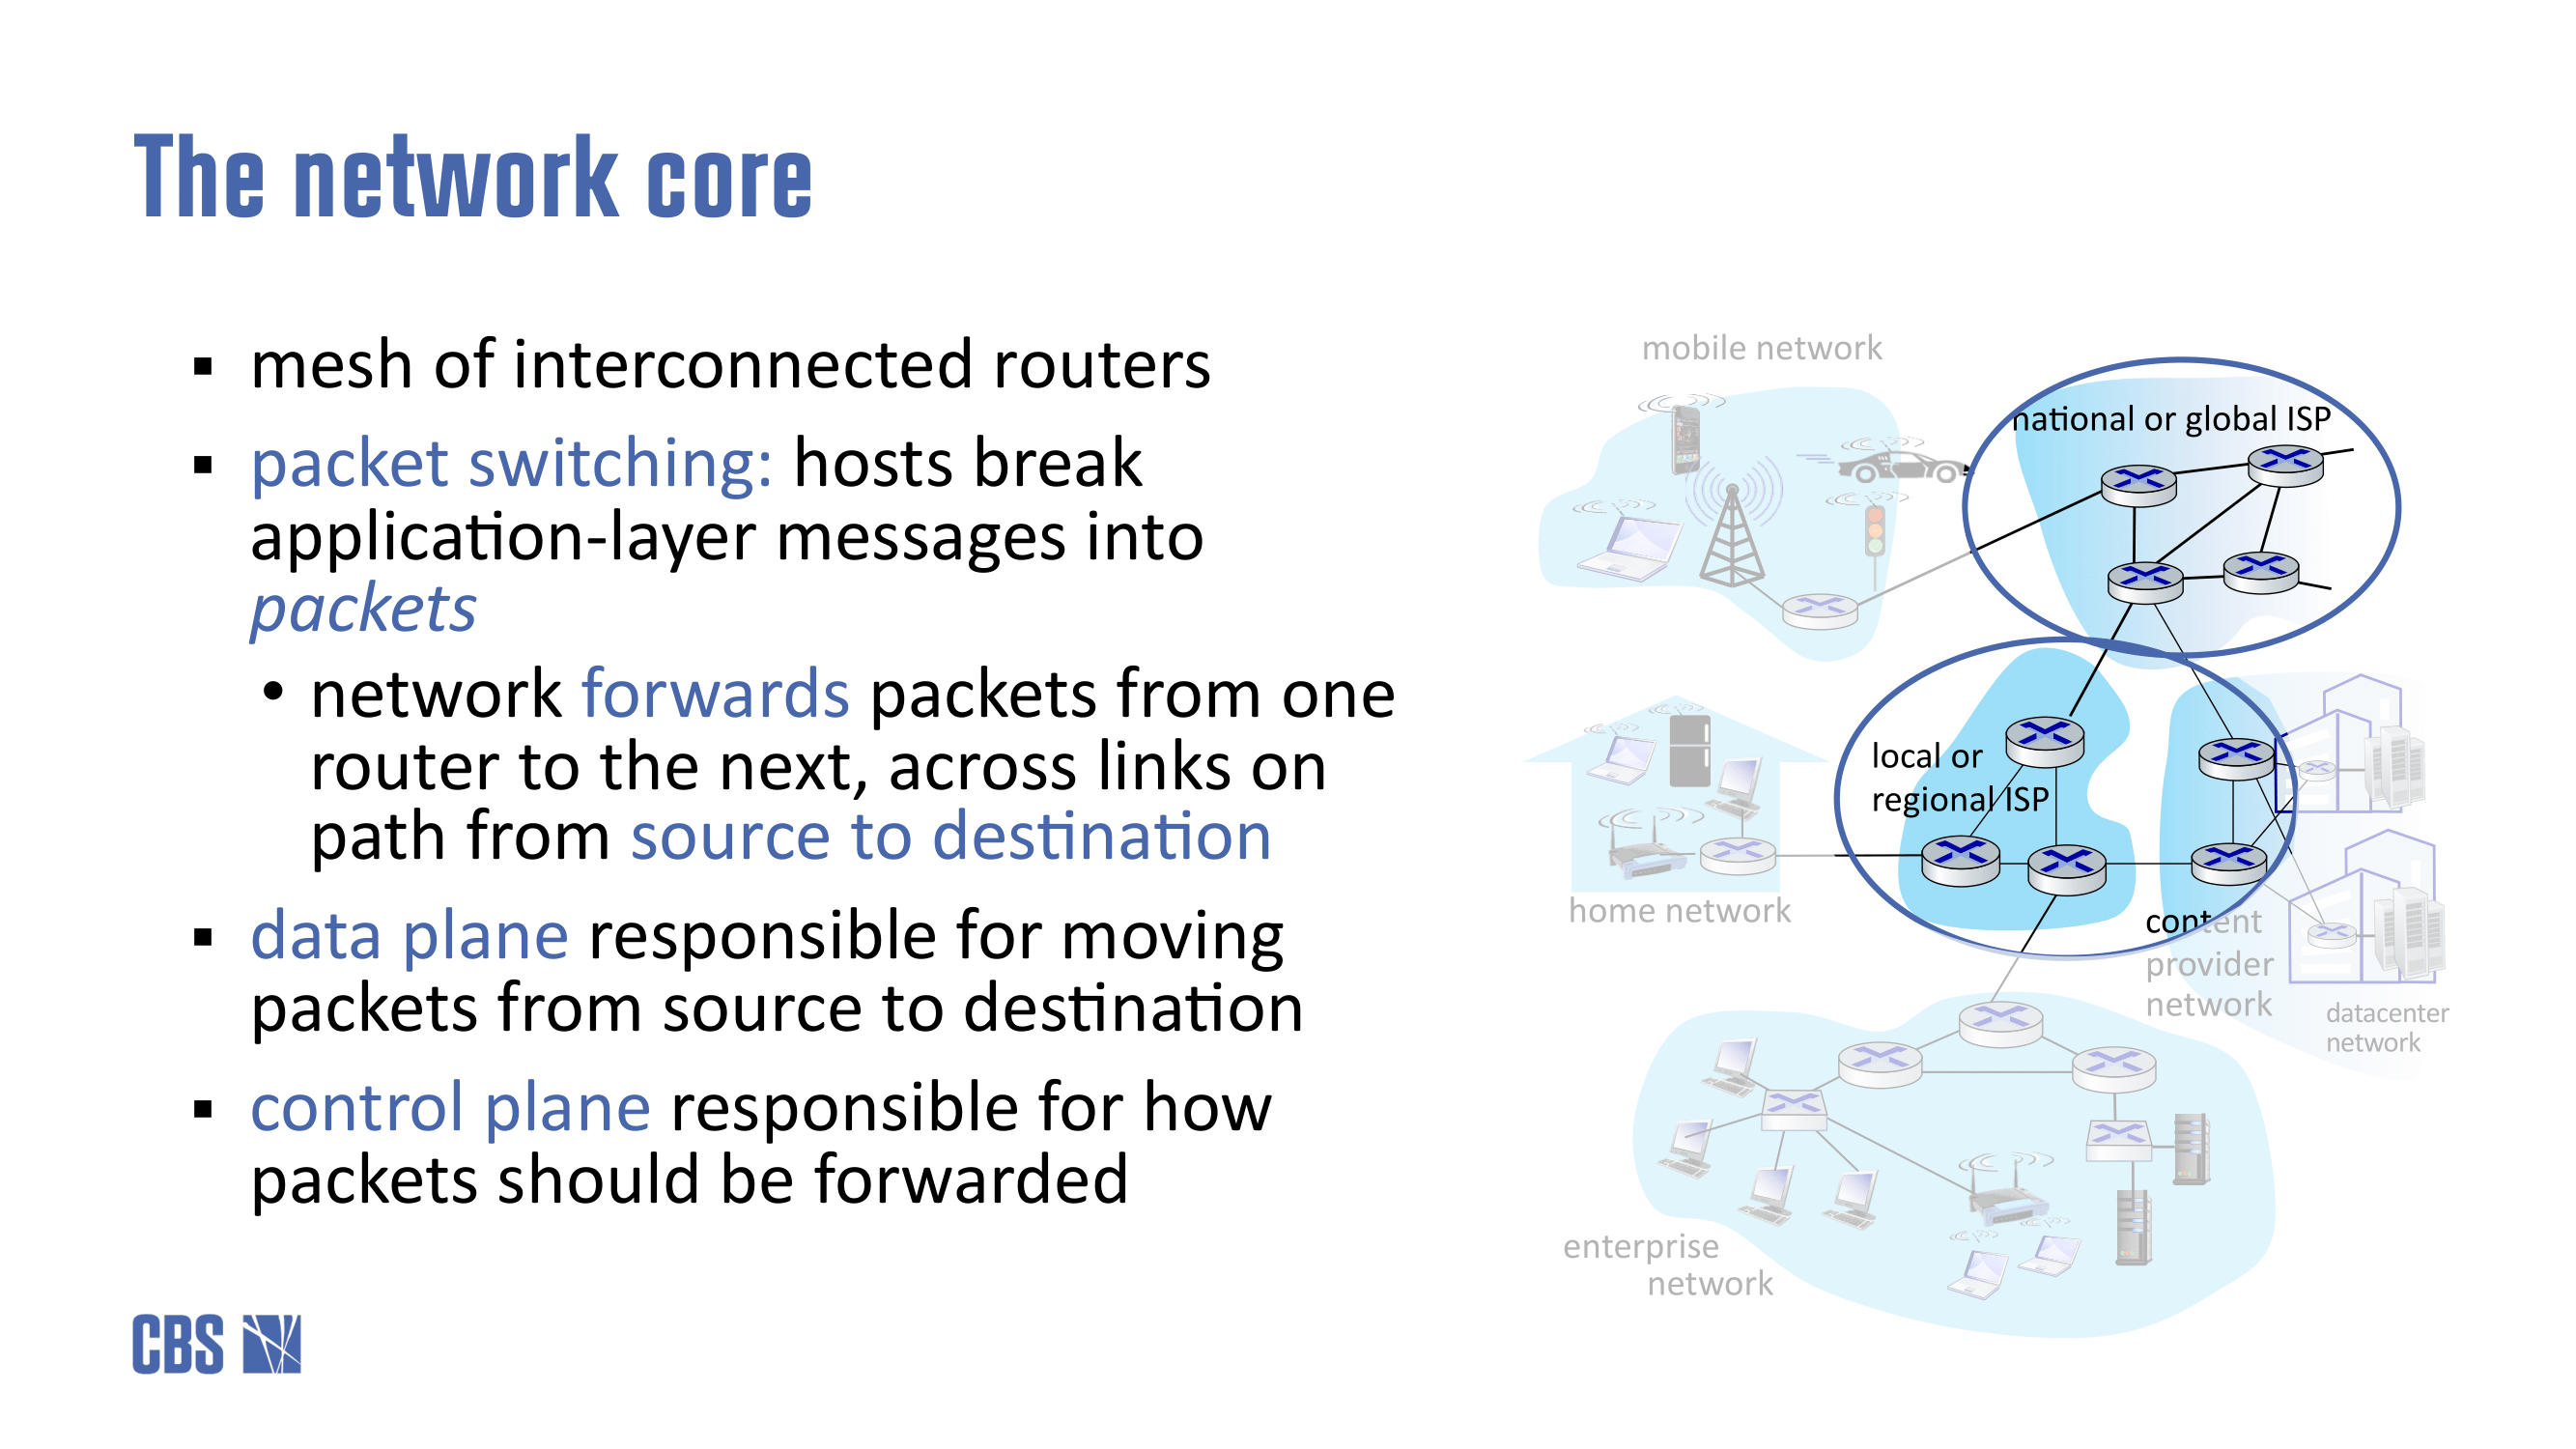 The network core
▪ mesh of interconnected routers
▪ packet switching: hosts break
application-layer messages into
packets
• network forwards packets from one
router to the next, across links on
path from source to destination
▪ data plane responsible for moving
packets from source to destination
▪ control plane responsible for how
packets should be forwarded
mobile network
national or global ISP
local or
regional ISP
home network
content
provider
network
datacenter
network
enterprise
network
CBS